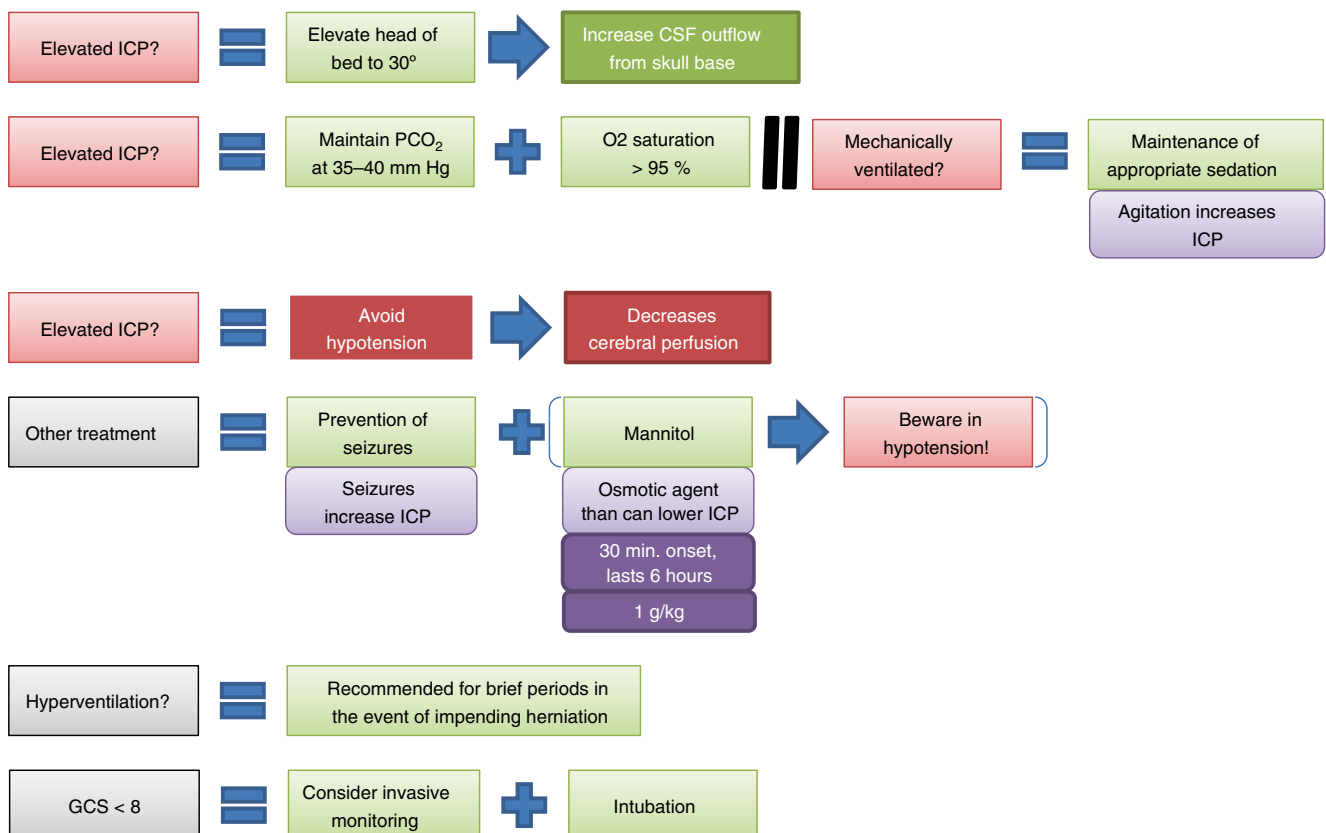 Elevated ICP?
Elevate head of
bed to 30º
Increase CSF outflow
from skull base
Elevated ICP?
Maintain PCO₂
at 35–40 mm Hg
O2 saturation
> 95 %
Mechanically
ventilated?
Maintenance of
appropriate sedation
Agitation increases
ICP
Elevated ICP?
Avoid
hypotension
Decreases
cerebral perfusion
Other treatment
Prevention of
seizures
Seizures
increase ICP
Mannitol
Osmotic agent
than can lower ICP
30 min. onset,
lasts 6 hours
1 g/kg
Beware in
hypotension!
Hyperventilation?
Recommended for brief periods in
the event of impending herniation
GCS < 8
Consider invasive
monitoring
Intubation